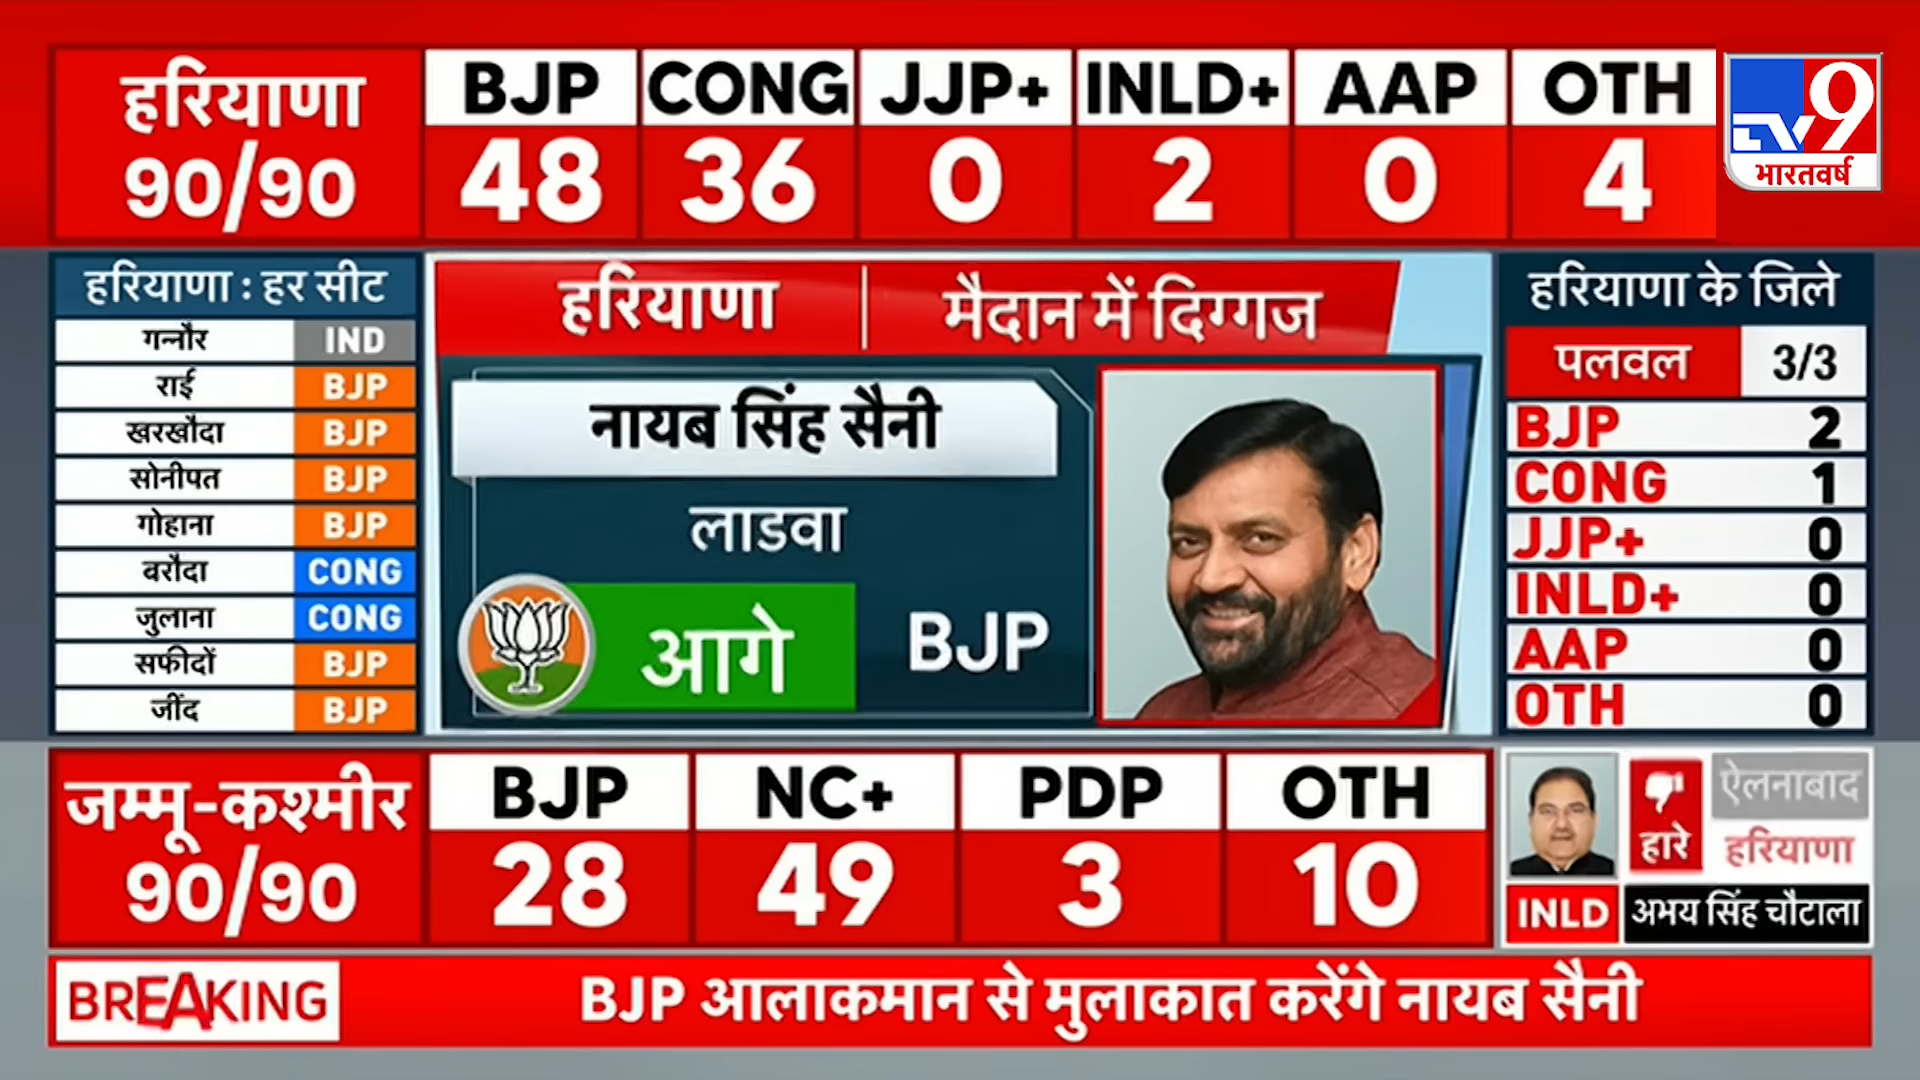 हरियाणा
90/90
BJP CONG JJP+ INLD+ AAP OTH
48 36 0 2 0 4
TV9
भारतवर्ष
हरियाणा : हर सीट
गन्नौर IND
राई BJP
खरखौदा BJP
सोनीपत BJP
गोहाना BJP
बरौदा CONG
जुलाना CONG
सफीदों BJP
जींद BJP
हरियाणा मैदान में दिग्गज
नायब सिंह सैनी
लाडवा
आगे BJP
हरियाणा के जिले
पलवल 3/3
BJP 2
CONG 1
JJP+ 0
INLD+ 0
AAP 0
OTH 0
जम्मू-कश्मीर
90/90
BJP NC+ PDP OTH
28 49 3 10
हारे
ऐलनाबाद
हरियाणा
INLD अभय सिंह चौटाला
BREAKING BJP आलाकमान से मुलाकात करेंगे नायब सैनी